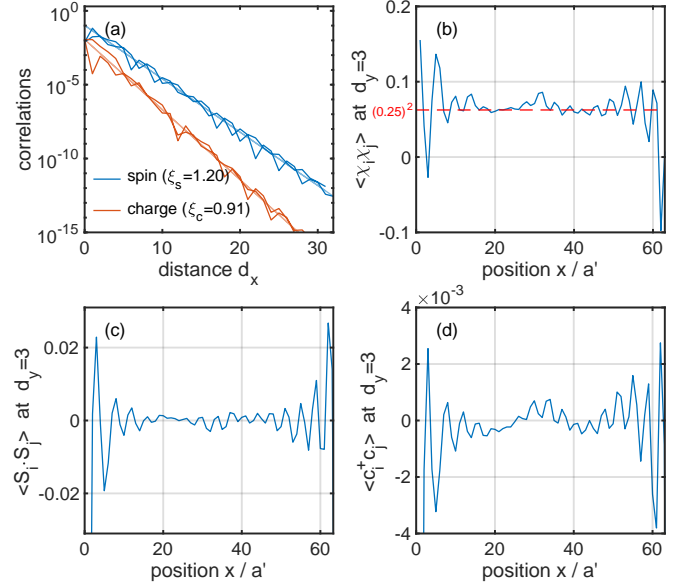 (a)
correlations
10^0
10^-5
10^-10
10^-15
spin (ξ_s=1.20)
charge (ξ_c=0.91)
0 10 20 30
distance d_x
(b)
<χ_iχ_j> at d_y=3
0.2
0.1
(0.25)^2
0
-0.1
0 20 40 60
position x / a'
(c)
<S_i·S_j> at d_y=3
0.02
0
-0.02
0 20 40 60
position x / a'
(d)
<c_i^+c_j> at d_y=3
×10^-3
4
2
0
-2
-4
0 20 40 60
position x / a'